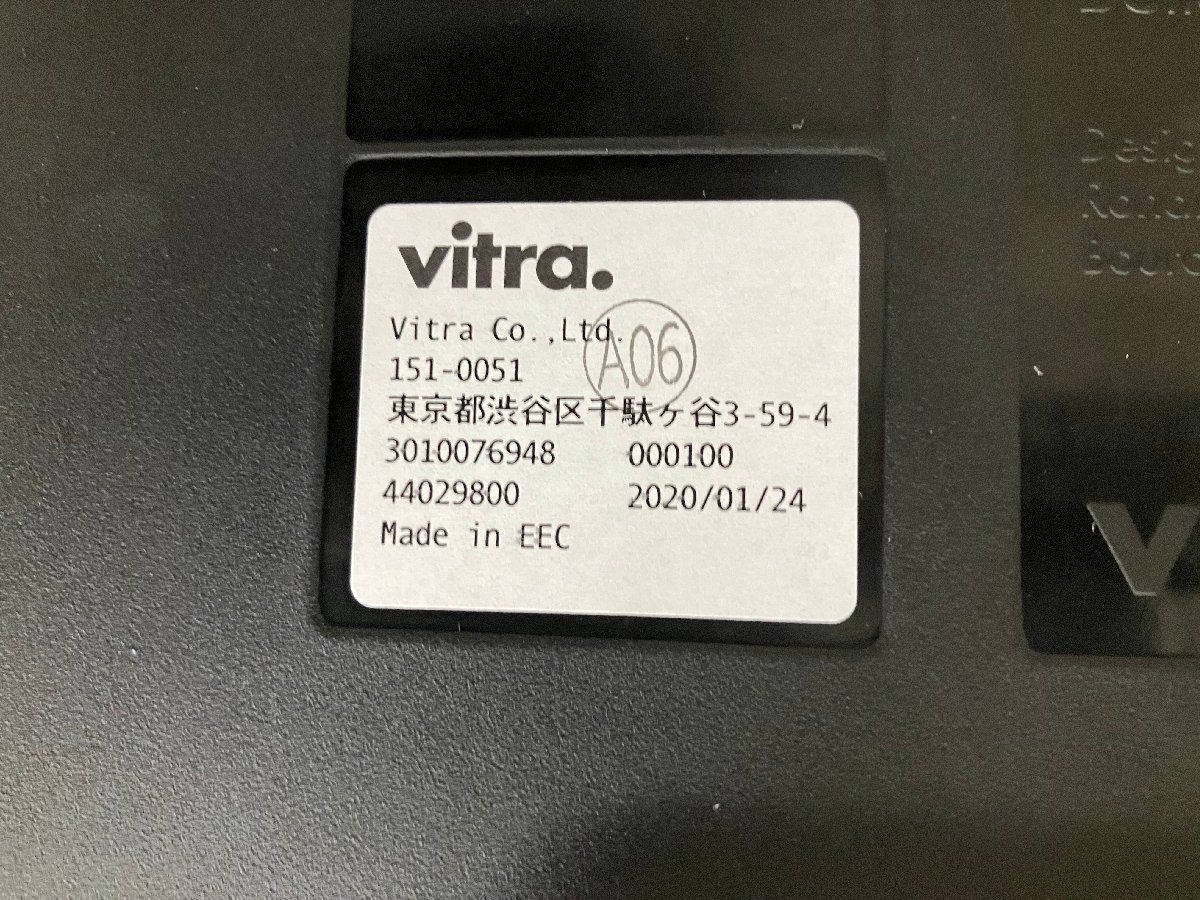 vitra.
Vitra Co.,Ltd.
A06
151-0051
東京都渋谷区千駄ヶ谷3-59-4
3010076948 000100
44029800 2020/01/24
Made in EEC